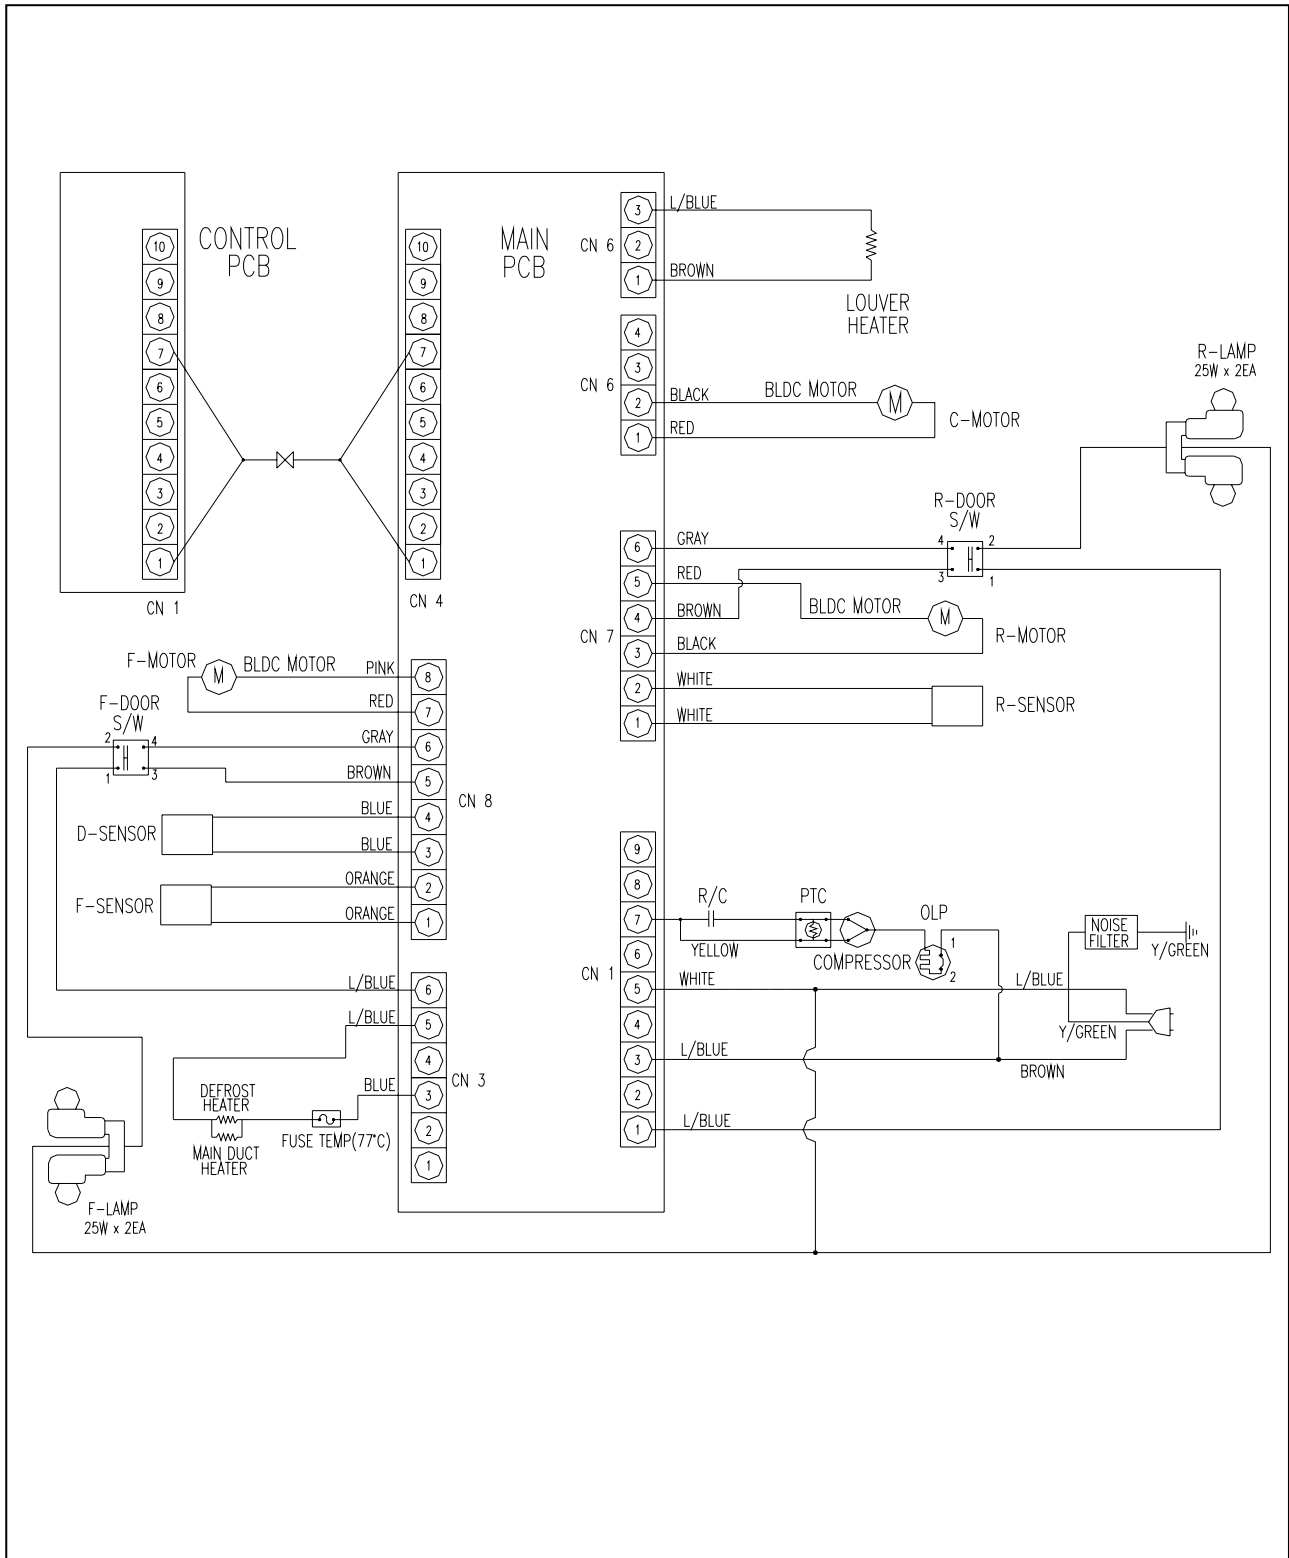 CONTROL
PCB
10
9
8
7
6
5
4
3
2
1
CN 1
MAIN
PCB
10
9
8
7
6
5
4
3
2
1
CN 4
CN 6
3
2
1
L/BLUE
BROWN
LOUVER
HEATER
CN 6
4
3
2
1
BLACK
RED
BLDC MOTOR
M
C-MOTOR
R-LAMP
25W x 2EA
R-DOOR
S/W
4
2
3
1
CN 7
6
5
4
3
2
1
GRAY
RED
BROWN
BLACK
WHITE
WHITE
BLDC MOTOR
M
R-MOTOR
R-SENSOR
F-MOTOR
M
BLDC MOTOR
F-DOOR
S/W
2
4
1
3
D-SENSOR
F-SENSOR
PINK
RED
GRAY
BROWN
BLUE
BLUE
ORANGE
ORANGE
8
7
6
5
4
3
2
1
CN 8
L/BLUE
L/BLUE
BLUE
6
5
4
3
2
1
CN 3
DEFROST
HEATER
MAIN DUCT
HEATER
FUSE TEMP(77°C)
F-LAMP
25W x 2EA
CN 1
9
8
7
6
5
4
3
2
1
R/C
PTC
OLP
1
2
YELLOW
COMPRESSOR
WHITE
L/BLUE
NOISE
FILTER
Y/GREEN
Y/GREEN
L/BLUE
BROWN
L/BLUE